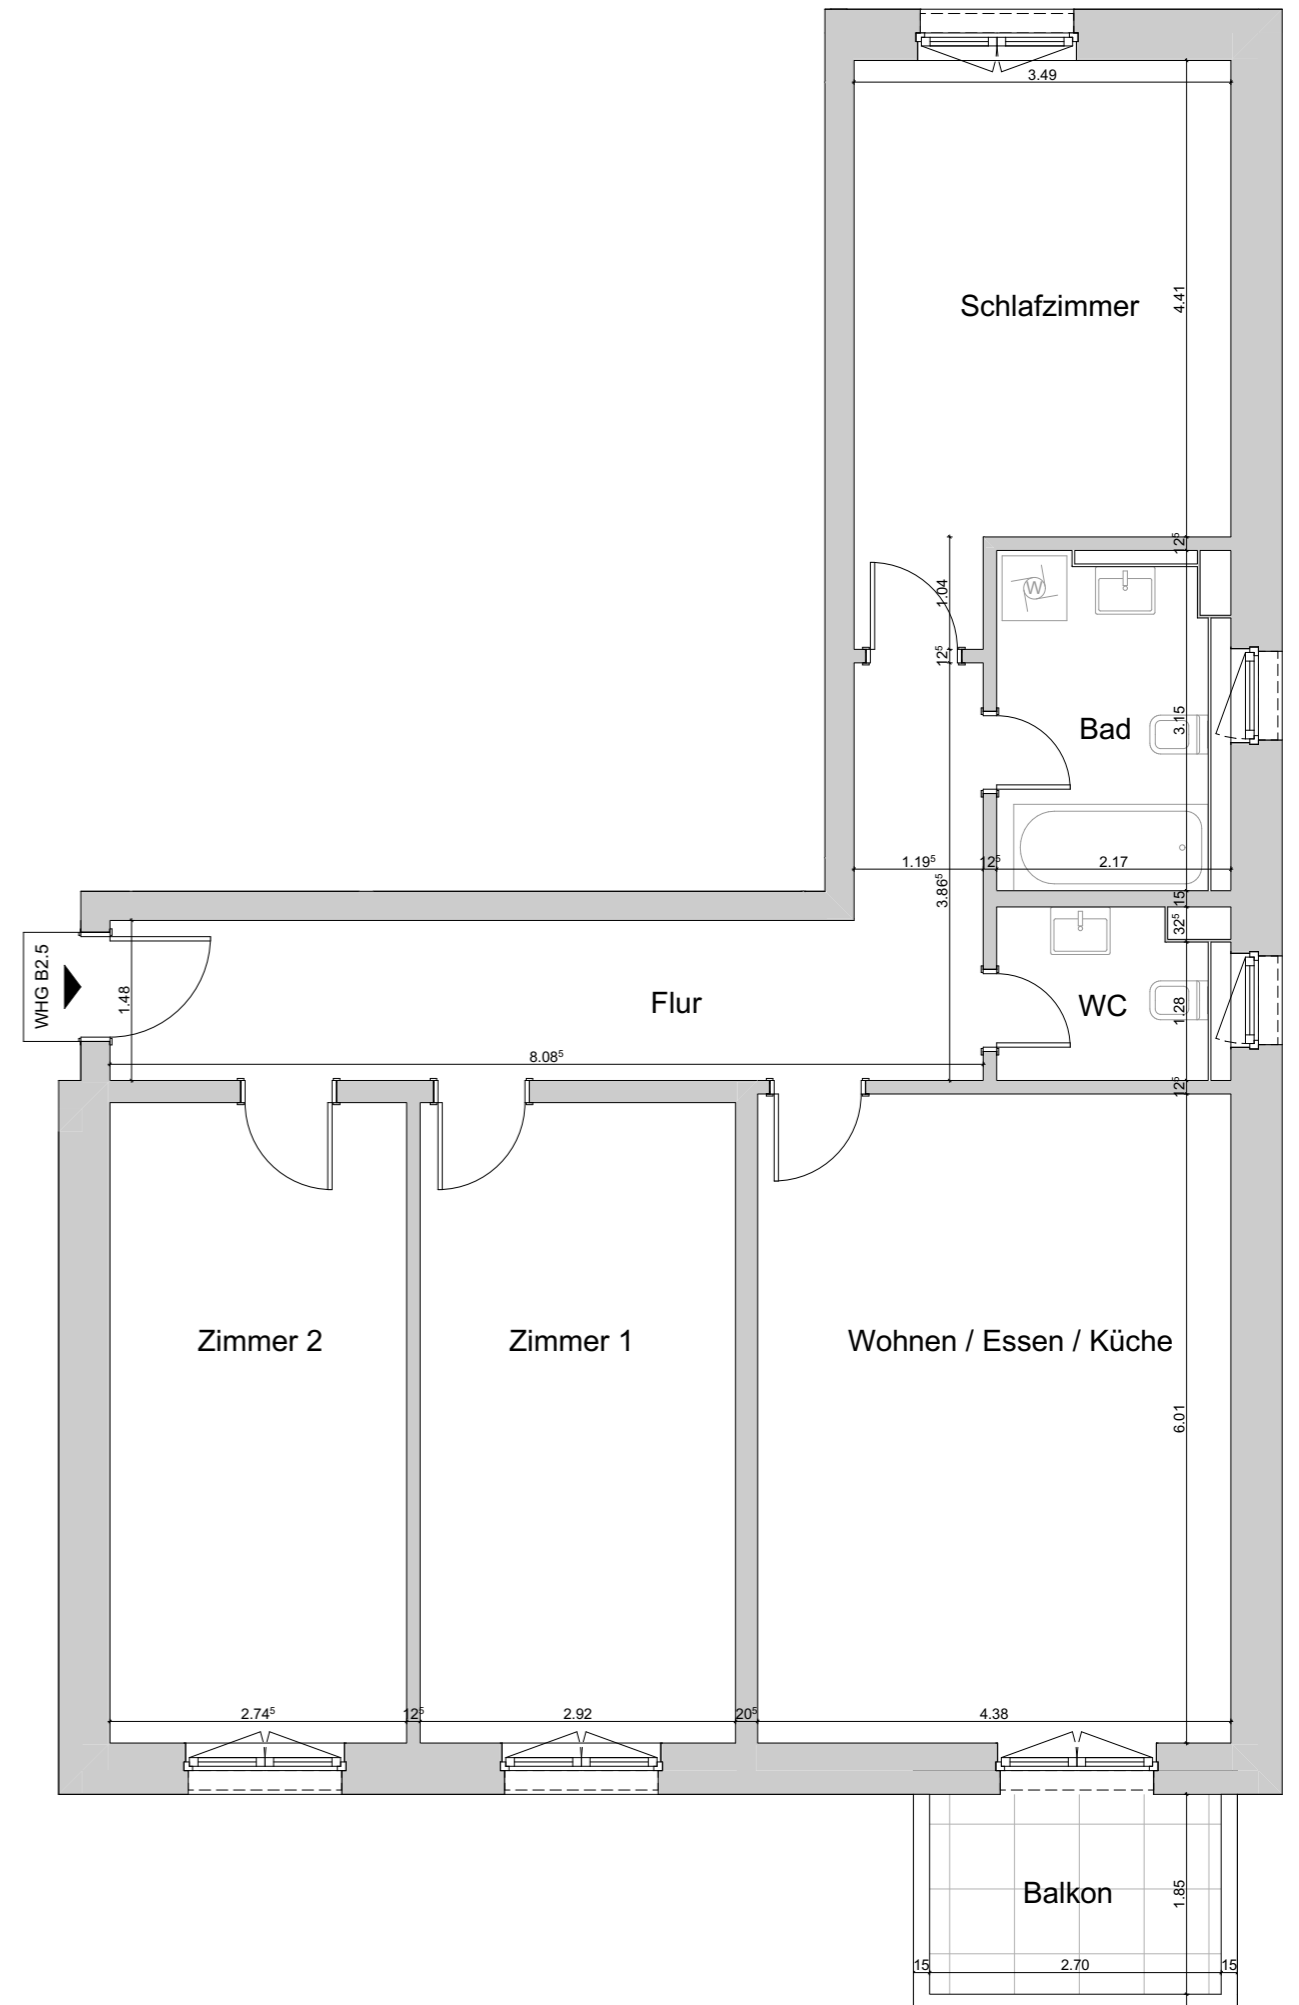 3.49
4.41
Schlafzimmer
12⁵
1.04
W
12⁵
3.15
Bad
1.19⁵
12⁵
2.17
3.86⁵
15
32⁵
WHG B2.5
1.48
Flur
WC
1.28
8.08⁵
12⁵
Zimmer 2
Zimmer 1
Wohnen / Essen / Küche
6.01
2.74⁵
12⁵
2.92
20⁵
4.38
Balkon
1.85
15
2.70
15